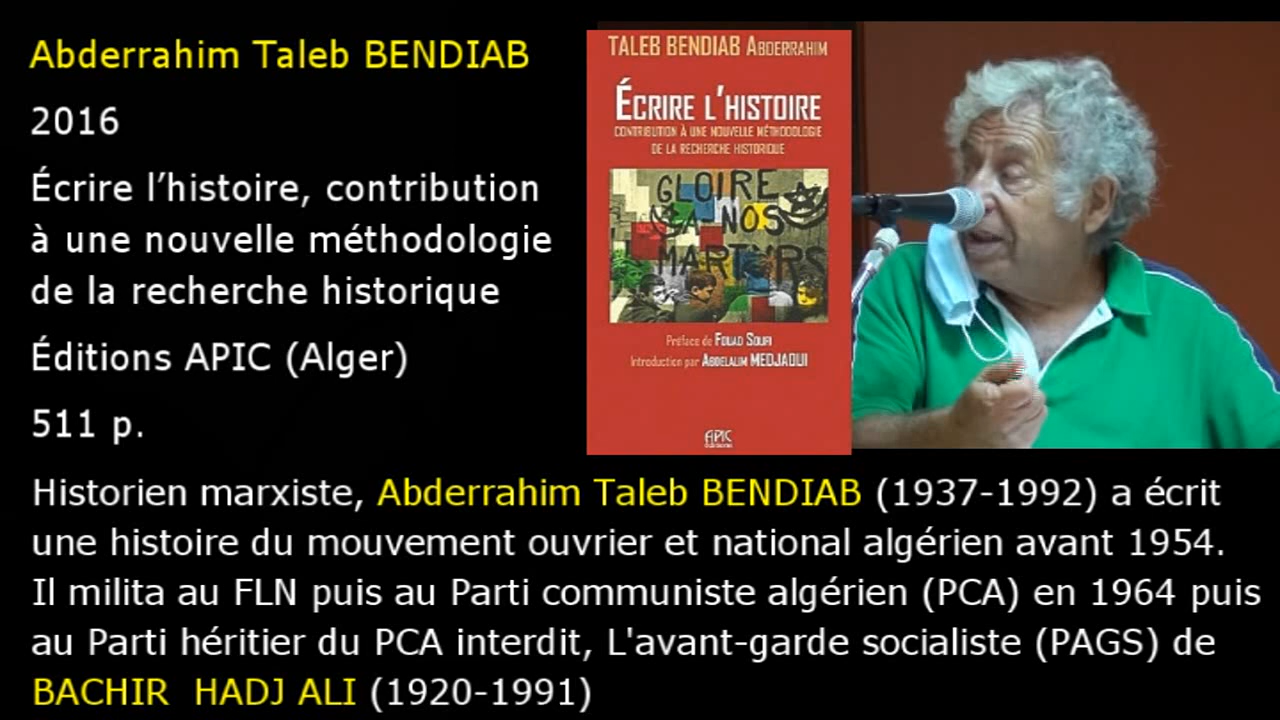 Abderrahim Taleb BENDIAB
2016
Écrire l’histoire, contribution
à une nouvelle méthodologie
de la recherche historique
Éditions APIC (Alger)
511 p.
TALEB BENDIAB ABDERRAHIM
ÉCRIRE L’HISTOIRE
CONTRIBUTION À UNE NOUVELLE MÉTHODOLOGIE
DE LA RECHERCHE HISTORIQUE
GLOIRE
A NOS
MARTYRS
Préface de FOUAD SOUFI
Introduction par ABDELALIM MEDJAOUI
APIC
ÉDITIONS
Historien marxiste, Abderrahim Taleb BENDIAB (1937-1992) a écrit
une histoire du mouvement ouvrier et national algérien avant 1954.
Il milita au FLN puis au Parti communiste algérien (PCA) en 1964 puis
au Parti héritier du PCA interdit, L'avant-garde socialiste (PAGS) de
BACHIR HADJ ALI (1920-1991)